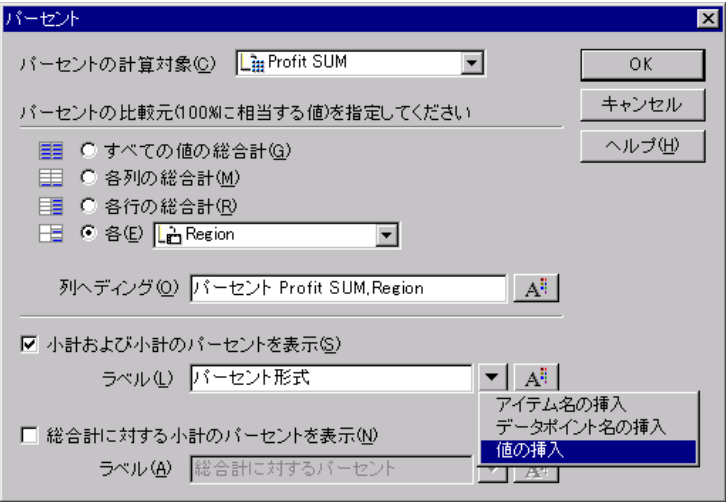 パーセント
パーセントの計算対象(C) Profit SUM
OK
パーセントの比較元(100%に相当する値)を指定してください
キャンセル
すべての値の総合計(G)
ヘルプ(H)
各列の総合計(M)
各行の総合計(R)
各(E) Region
列ヘディング(O) パーセント Profit SUM,Region
小計および小計のパーセントを表示(S)
ラベル(L) パーセント形式
アイテム名の挿入
データポイント名の挿入
値の挿入
総合計に対する小計のパーセントを表示(N)
ラベル(A) 総合計に対するパーセント